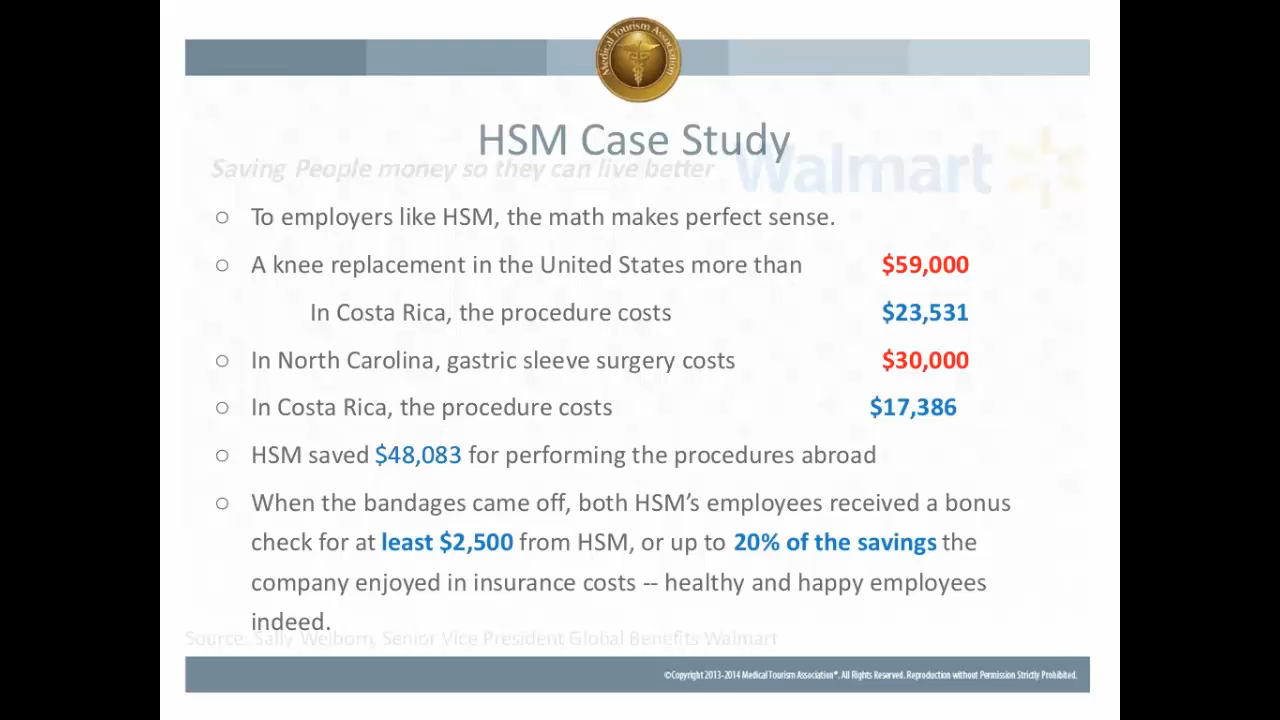 Medical Tourism Association
HSM Case Study
Saving People money so they can live better
Walmart
○ To employers like HSM, the math makes perfect sense.
○ A knee replacement in the United States more than $59,000
In Costa Rica, the procedure costs $23,531
○ In North Carolina, gastric sleeve surgery costs $30,000
○ In Costa Rica, the procedure costs $17,386
○ HSM saved $48,083 for performing the procedures abroad
○ When the bandages came off, both HSM’s employees received a bonus
check for at least $2,500 from HSM, or up to 20% of the savings the
company enjoyed in insurance costs -- healthy and happy employees
indeed.
Source: Sally Welborn, Senior Vice President Global Benefits Walmart
©Copyright 2013-2014 Medical Tourism Association®. All Rights Reserved. Reproduction without Permission Strictly Prohibited.